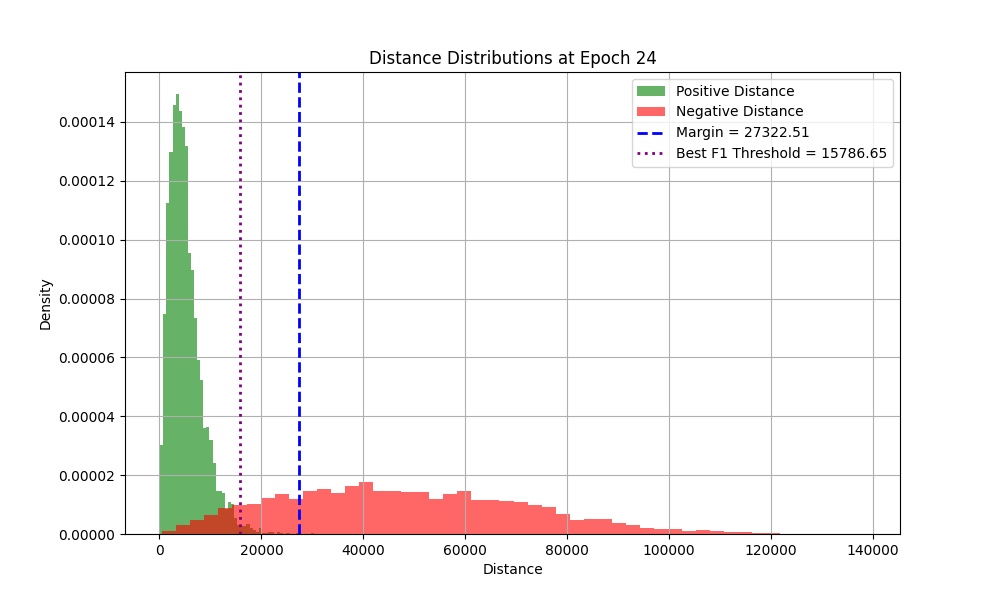 Distance Distributions at Epoch 24
Positive Distance
Negative Distance
Margin = 27322.51
Best F1 Threshold = 15786.65
Density
0.00014
0.00012
0.00010
0.00008
0.00006
0.00004
0.00002
0.00000
0 20000 40000 60000 80000 100000 120000 140000
Distance